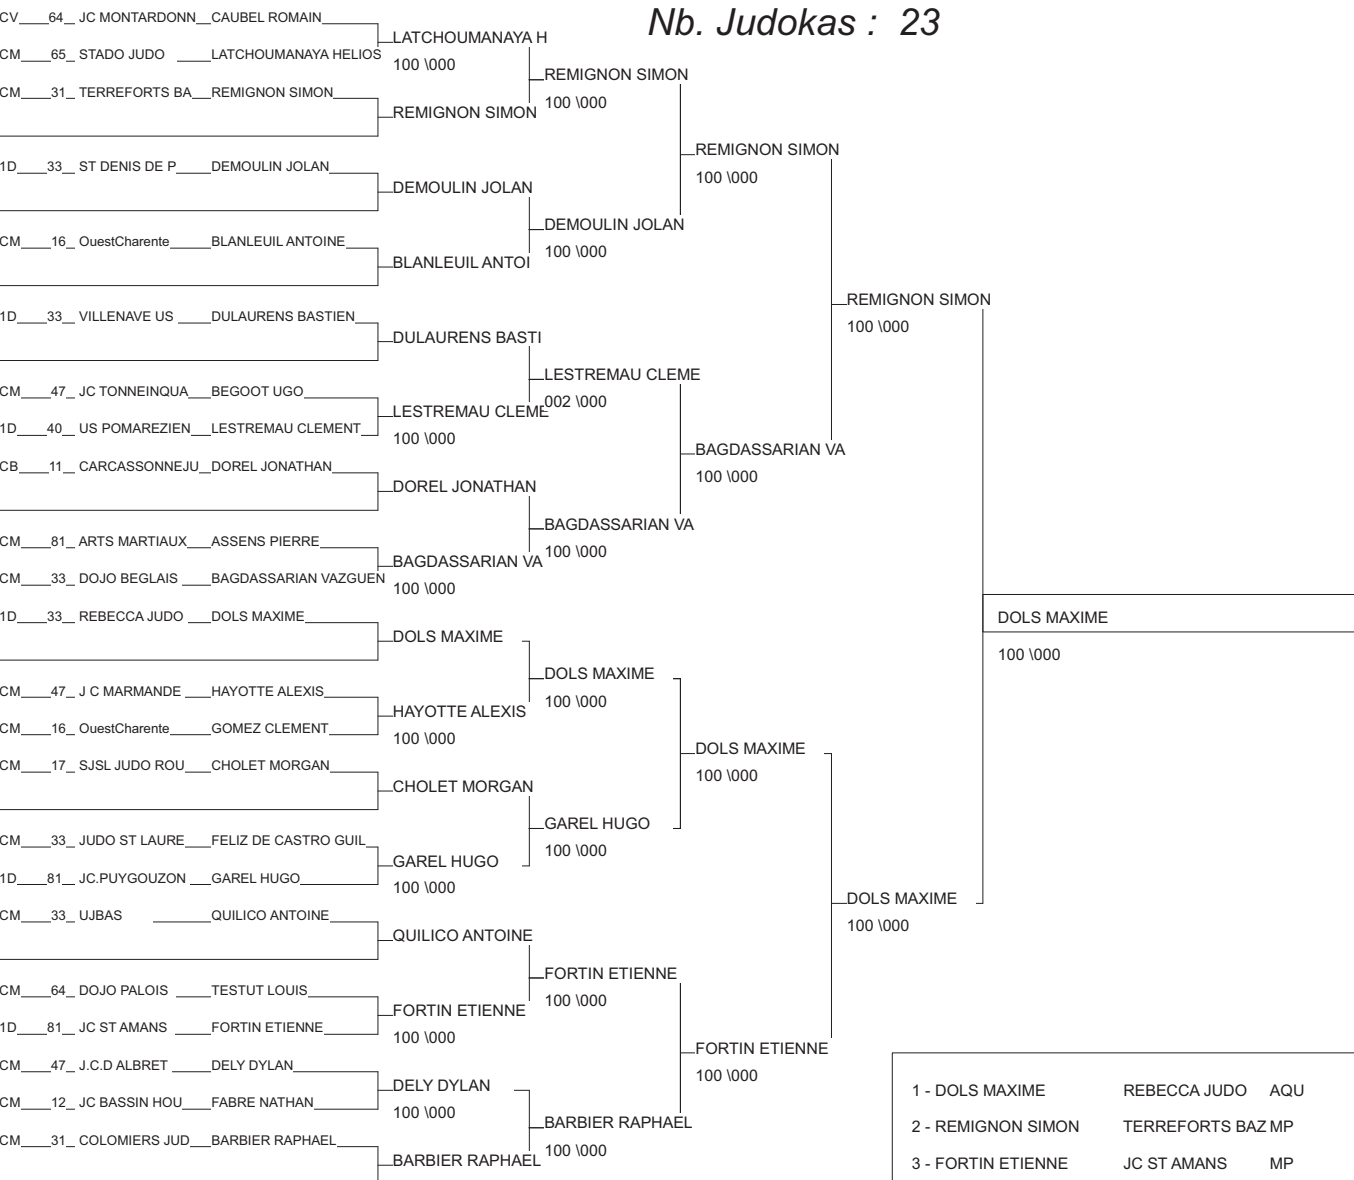 Nb. Judokas : 23
CV 64 JC MONTARDONN CAUBEL ROMAIN
CM 65 STADO JUDO LATCHOUMANAYA HELIOS
CM 31 TERREFORTS BA REMIGNON SIMON
1D 33 ST DENIS DE P DEMOULIN JOLAN
CM 16 OuestCharente BLANLEUIL ANTOINE
1D 33 VILLENAVE US DULAURENS BASTIEN
CM 47 JC TONNEINQUA BEGOOT UGO
1D 40 US POMAREZIEN LESTREMAU CLEMENT
CB 11 CARCASSONNEJU DOREL JONATHAN
CM 81 ARTS MARTIAUX ASSENS PIERRE
CM 33 DOJO BEGLAIS BAGDASSARIAN VAZGUEN
1D 33 REBECCA JUDO DOLS MAXIME
CM 47 J C MARMANDE HAYOTTE ALEXIS
CM 16 OuestCharente GOMEZ CLEMENT
CM 17 SJSL JUDO ROU CHOLET MORGAN
CM 33 JUDO ST LAURE FELIZ DE CASTRO GUIL
1D 81 JC.PUYGOUZON GAREL HUGO
CM 33 UJBAS QUILICO ANTOINE
CM 64 DOJO PALOIS TESTUT LOUIS
1D 81 JC ST AMANS FORTIN ETIENNE
CM 47 J.C.D ALBRET DELY DYLAN
CM 12 JC BASSIN HOU FABRE NATHAN
CM 31 COLOMIERS JUD BARBIER RAPHAEL
LATCHOUMANAYA H
100 \000
REMIGNON SIMON
DEMOULIN JOLAN
BLANLEUIL ANTOI
DULAURENS BASTI
LESTREMAU CLEME
100 \000
DOREL JONATHAN
BAGDASSARIAN VA
100 \000
DOLS MAXIME
HAYOTTE ALEXIS
100 \000
CHOLET MORGAN
GAREL HUGO
100 \000
QUILICO ANTOINE
FORTIN ETIENNE
100 \000
DELY DYLAN
100 \000
BARBIER RAPHAEL
REMIGNON SIMON
100 \000
DEMOULIN JOLAN
100 \000
LESTREMAU CLEME
002 \000
BAGDASSARIAN VA
100 \000
DOLS MAXIME
100 \000
GAREL HUGO
100 \000
FORTIN ETIENNE
100 \000
BARBIER RAPHAEL
100 \000
REMIGNON SIMON
100 \000
BAGDASSARIAN VA
100 \000
DOLS MAXIME
100 \000
FORTIN ETIENNE
100 \000
REMIGNON SIMON
100 \000
DOLS MAXIME
100 \000
DOLS MAXIME
100 \000
1 - DOLS MAXIME REBECCA JUDO AQU
2 - REMIGNON SIMON TERREFORTS BAZ MP
3 - FORTIN ETIENNE JC ST AMANS MP